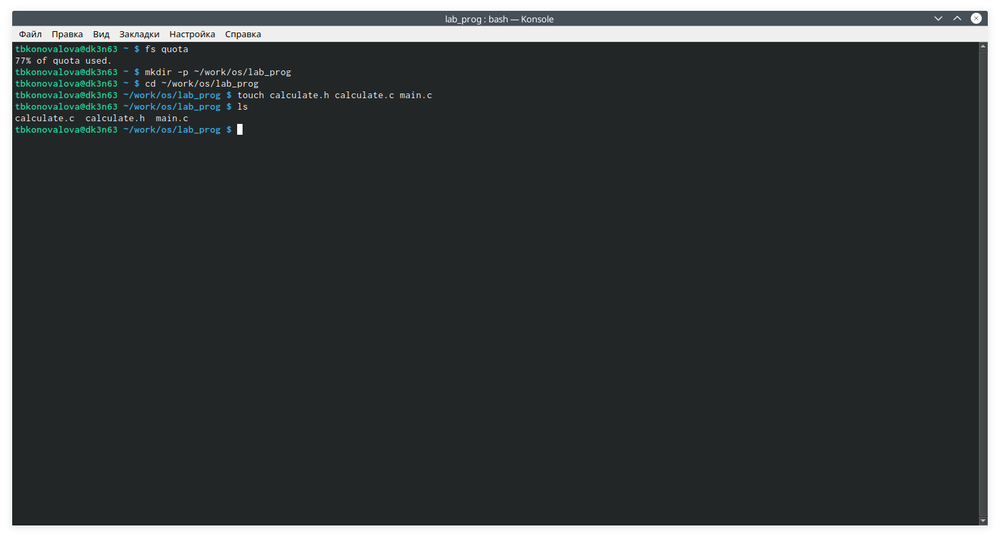 lab_prog : bash — Konsole
Файл Правка Вид Закладки Настройка Справка
tbkonovalova@dk3n63 ~ $ fs quota
77% of quota used.
tbkonovalova@dk3n63 ~ $ mkdir -p ~/work/os/lab_prog
tbkonovalova@dk3n63 ~ $ cd ~/work/os/lab_prog
tbkonovalova@dk3n63 ~/work/os/lab_prog $ touch calculate.h calculate.c main.c
tbkonovalova@dk3n63 ~/work/os/lab_prog $ ls
calculate.c  calculate.h  main.c
tbkonovalova@dk3n63 ~/work/os/lab_prog $